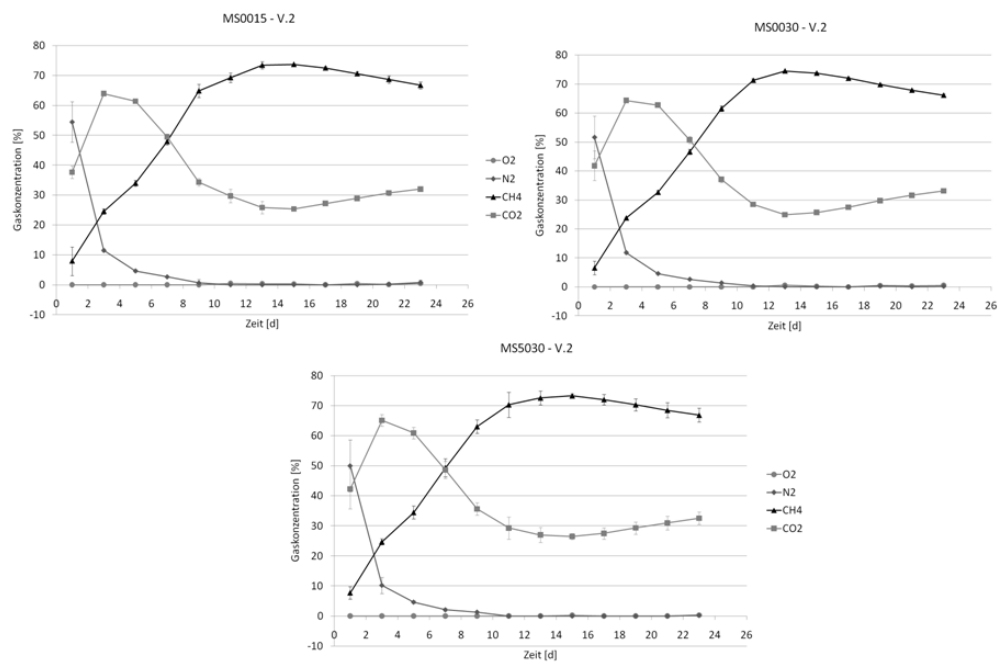 MS0015 - V.2
80
70
60
50
40
30
20
10
0
-10
Gaskonzentration [%]
0 2 4 6 8 10 12 14 16 18 20 22 24 26
Zeit [d]
O2
N2
CH4
CO2
MS0030 - V.2
80
70
60
50
40
30
20
10
0
-10
Gaskonzentration [%]
0 2 4 6 8 10 12 14 16 18 20 22 24 26
Zeit [d]
O2
N2
CH4
CO2
MS5030 - V.2
80
70
60
50
40
30
20
10
0
-10
Gaskonzentration [%]
0 2 4 6 8 10 12 14 16 18 20 22 24 26
Zeit [d]
O2
N2
CH4
CO2